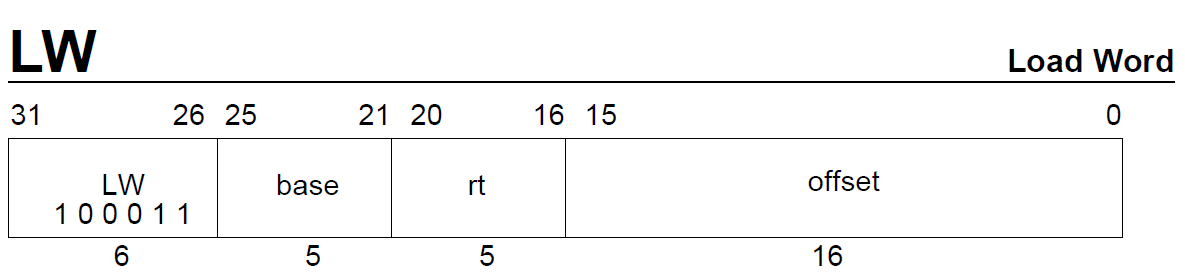 LW
Load Word
31 26 25 21 20 16 15 0
LW base rt offset
1 0 0 0 1 1
6 5 5 16